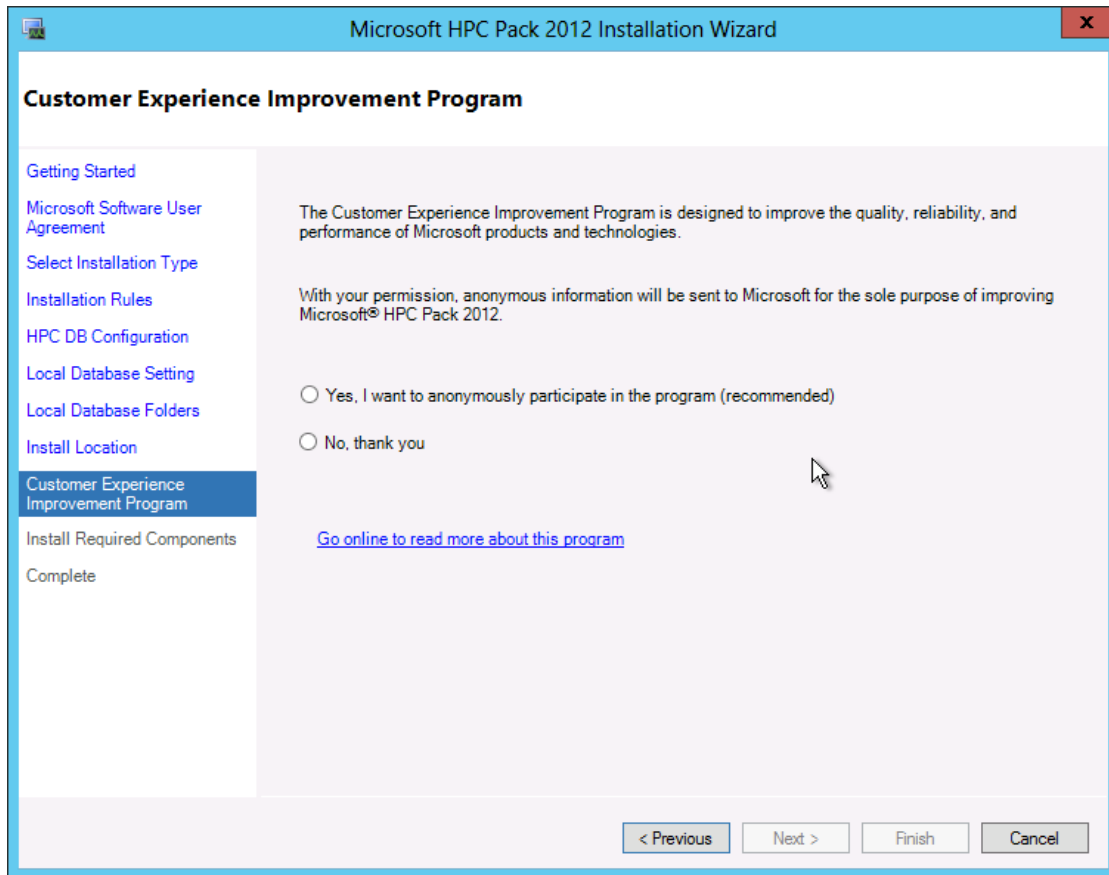 Microsoft HPC Pack 2012 Installation Wizard
x
Customer Experience Improvement Program
Getting Started
Microsoft Software User
Agreement
Select Installation Type
Installation Rules
HPC DB Configuration
Local Database Setting
Local Database Folders
Install Location
Customer Experience
Improvement Program
Install Required Components
Complete
The Customer Experience Improvement Program is designed to improve the quality, reliability, and
performance of Microsoft products and technologies.
With your permission, anonymous information will be sent to Microsoft for the sole purpose of improving
Microsoft® HPC Pack 2012.
Yes, I want to anonymously participate in the program (recommended)
No, thank you
Go online to read more about this program
< Previous
Next >
Finish
Cancel